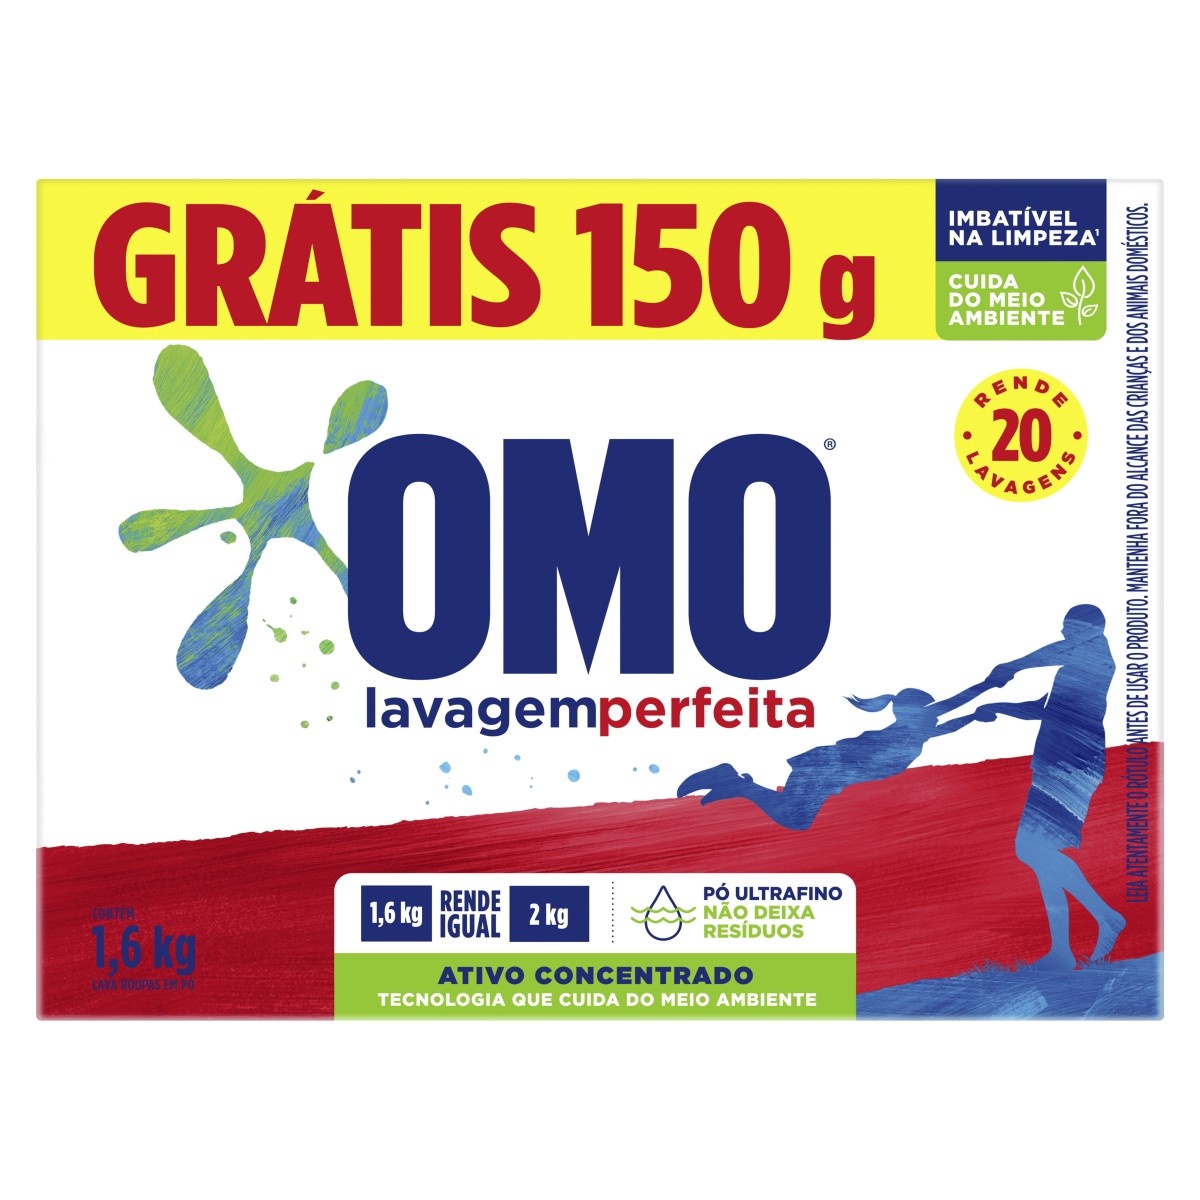 GRÁTIS 150 g
IMBATÍVEL
NA LIMPEZA¹
CUIDA
DO MEIO
AMBIENTE
RENDE
20
LAVAGENS
OMO®
lavagemperfeita
CONTÉM
1,6 kg
LAVA ROUPAS EM PÓ
1,6 kg
RENDE
IGUAL
2 kg
PÓ ULTRAFINO
NÃO DEIXA
RESÍDUOS
ATIVO CONCENTRADO
TECNOLOGIA QUE CUIDA DO MEIO AMBIENTE
LEIA ATENTAMENTE O RÓTULO ANTES DE USAR O PRODUTO. MANTENHA FORA DO ALCANCE DAS CRIANÇAS E DOS ANIMAIS DOMÉSTICOS.